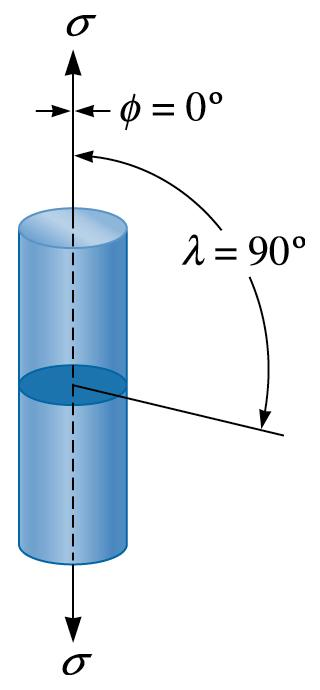 σ
ϕ = 0°
λ = 90°
σ